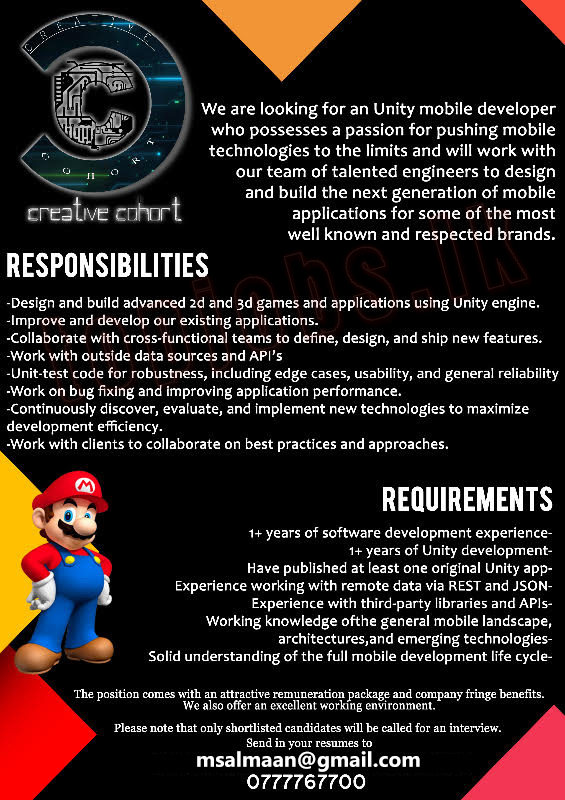 CREATIVE
COHORT
creative cohort
We are looking for an Unity mobile developer
who possesses a passion for pushing mobile
technologies to the limits and will work with
our team of talented engineers to design
and build the next generation of mobile
applications for some of the most
well known and respected brands.
RESPONSIBILITIES
-Design and build advanced 2d and 3d games and applications using Unity engine.
-Improve and develop our existing applications.
-Collaborate with cross-functional teams to define, design, and ship new features.
-Work with outside data sources and API's
-Unit-test code for robustness, including edge cases, usability, and general reliability
-Work on bug fixing and improving application performance.
-Continuously discover, evaluate, and implement new technologies to maximize
development efficiency.
-Work with clients to collaborate on best practices and approaches.
REQUIREMENTS
1+ years of software development experience-
1+ years of Unity development-
Have published at least one original Unity app-
Experience working with remote data via REST and JSON-
Experience with third-party libraries and APIs-
Working knowledge ofthe general mobile landscape,
architectures,and emerging technologies-
Solid understanding of the full mobile development life cycle-
M
The position comes with an attractive remuneration package and company fringe benefits.
We also offer an excellent working environment.
Please note that only shortlisted candidates will be called for an interview.
Send in your resumes to
msalmaan@gmail.com
0777767700